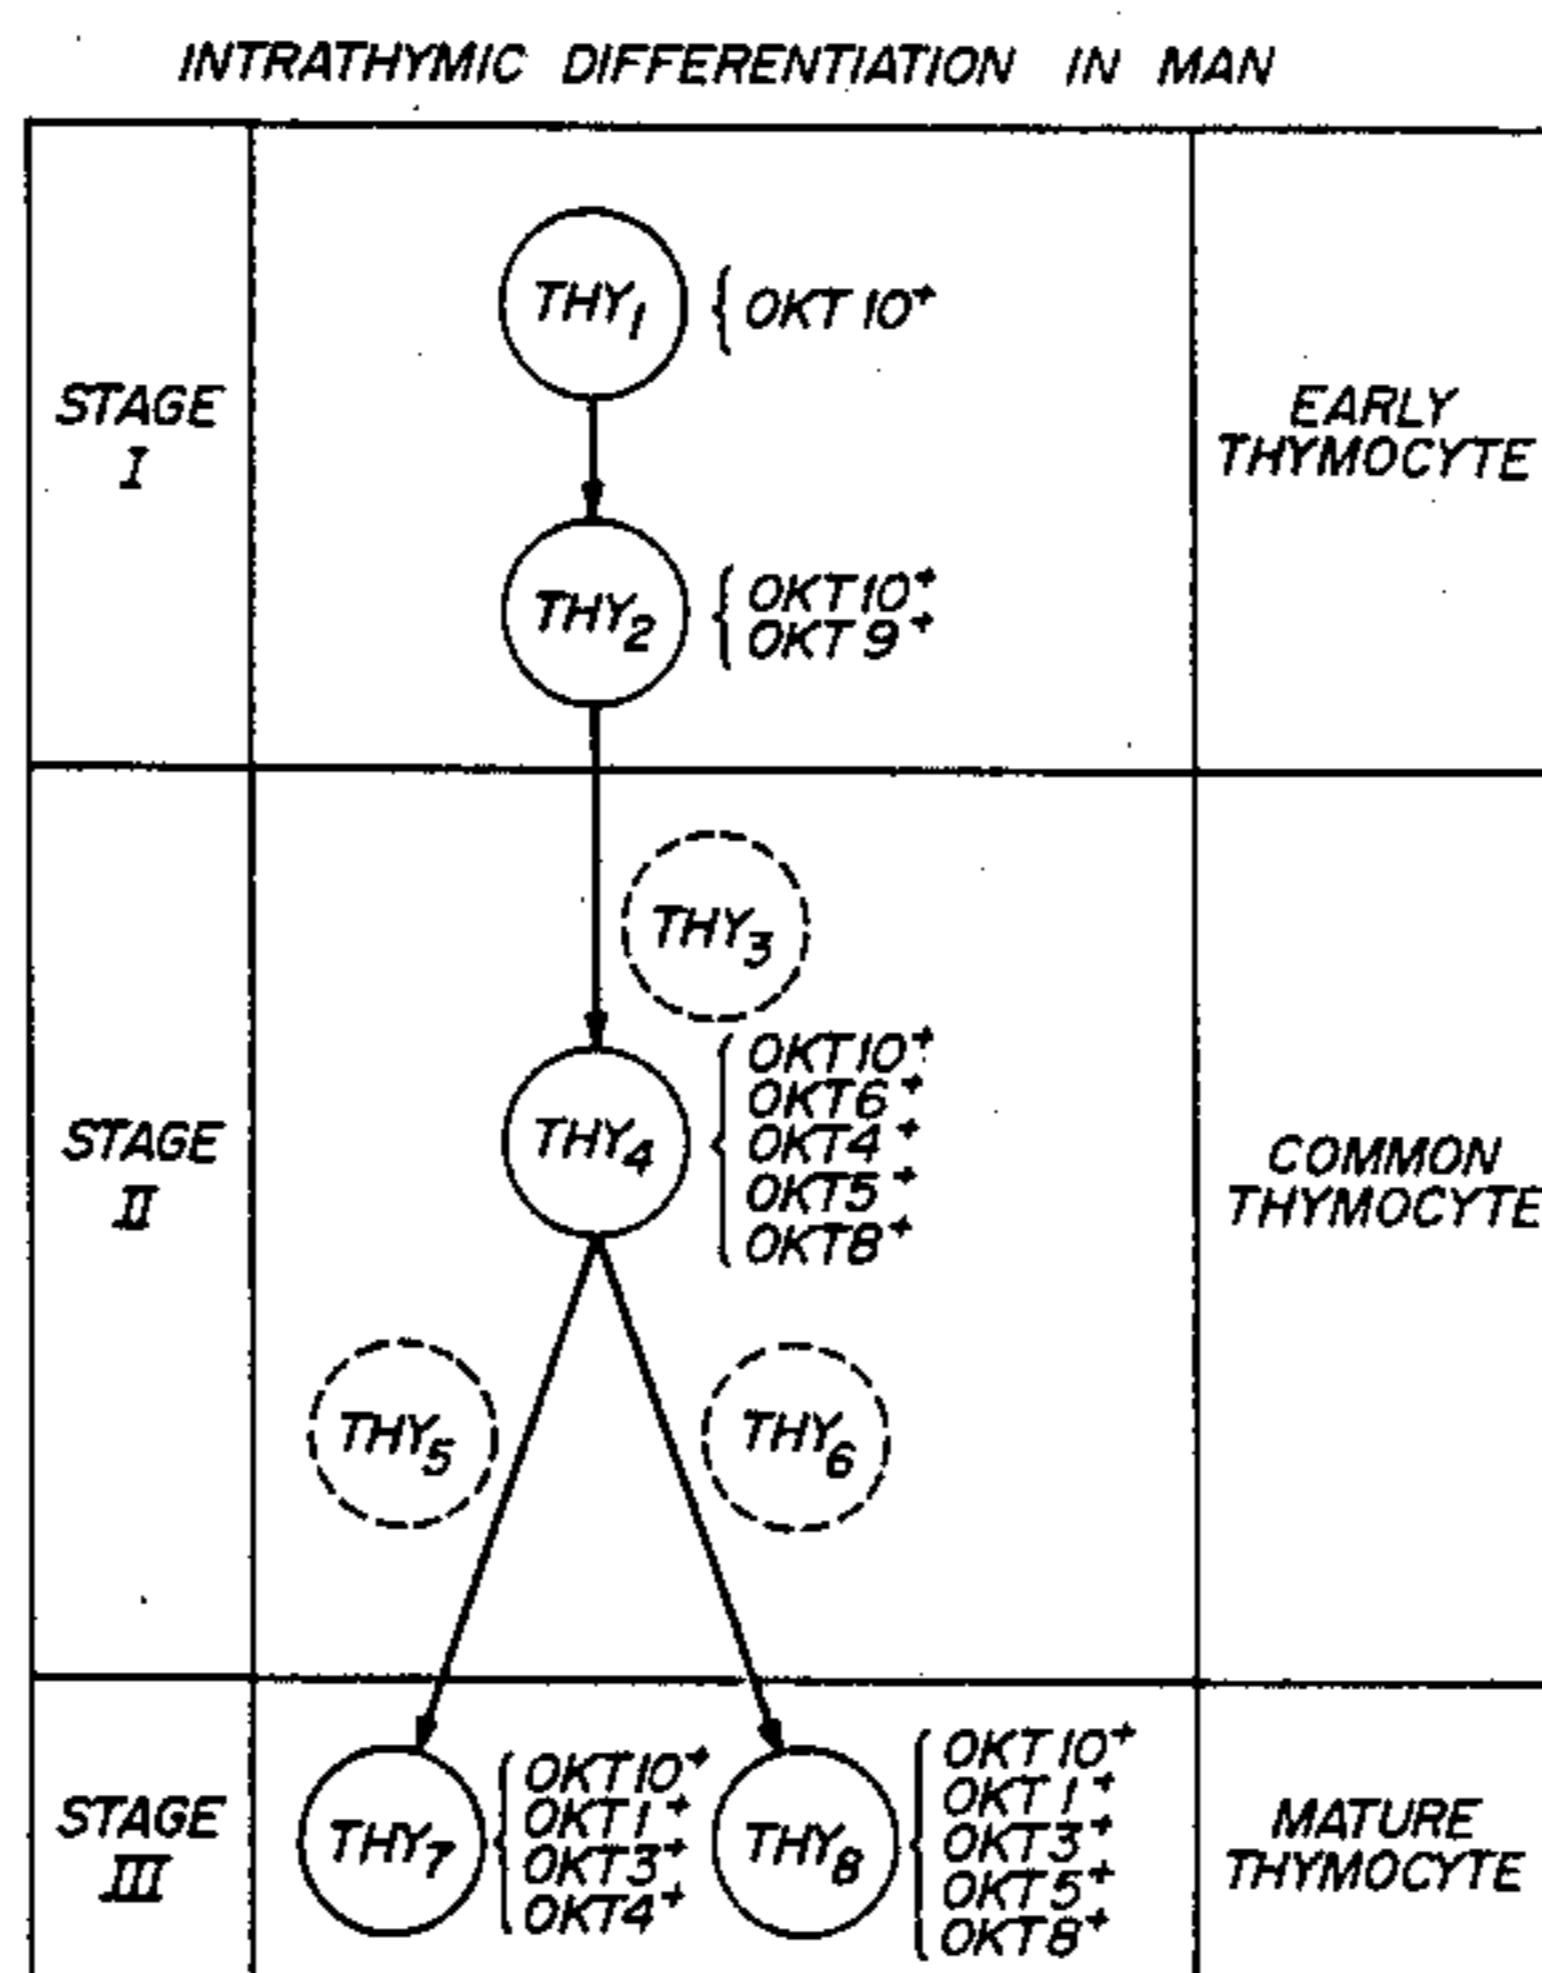 INTRATHYMIC DIFFERENTIATION IN MAN
STAGE
I
THY1
OKT10+
EARLY
THYMOCYTE
THY2
OKT10+
OKT9+
STAGE
II
THY3
THY4
OKT10+
OKT6+
OKT4+
OKT5+
OKT8+
COMMON
THYMOCYTE
THY5
THY6
STAGE
III
THY7
OKT10+
OKT1+
OKT3+
OKT4+
THY8
OKT10+
OKT1+
OKT3+
OKT5+
OKT8+
MATURE
THYMOCYTE